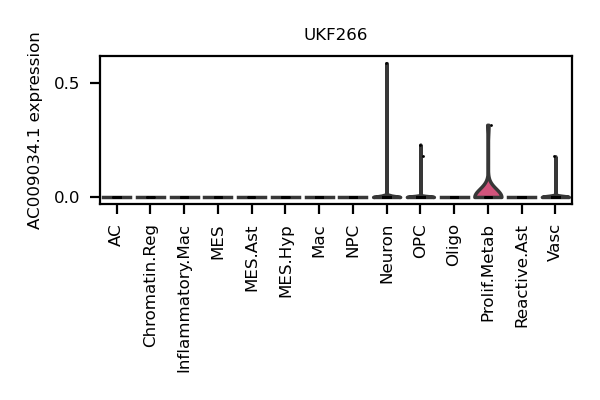 UKF266
AC009034.1 expression
0.5
0.0
AC
Chromatin.Reg
Inflammatory.Mac
MES
MES.Ast
MES.Hyp
Mac
NPC
Neuron
OPC
Oligo
Prolif.Metab
Reactive.Ast
Vasc